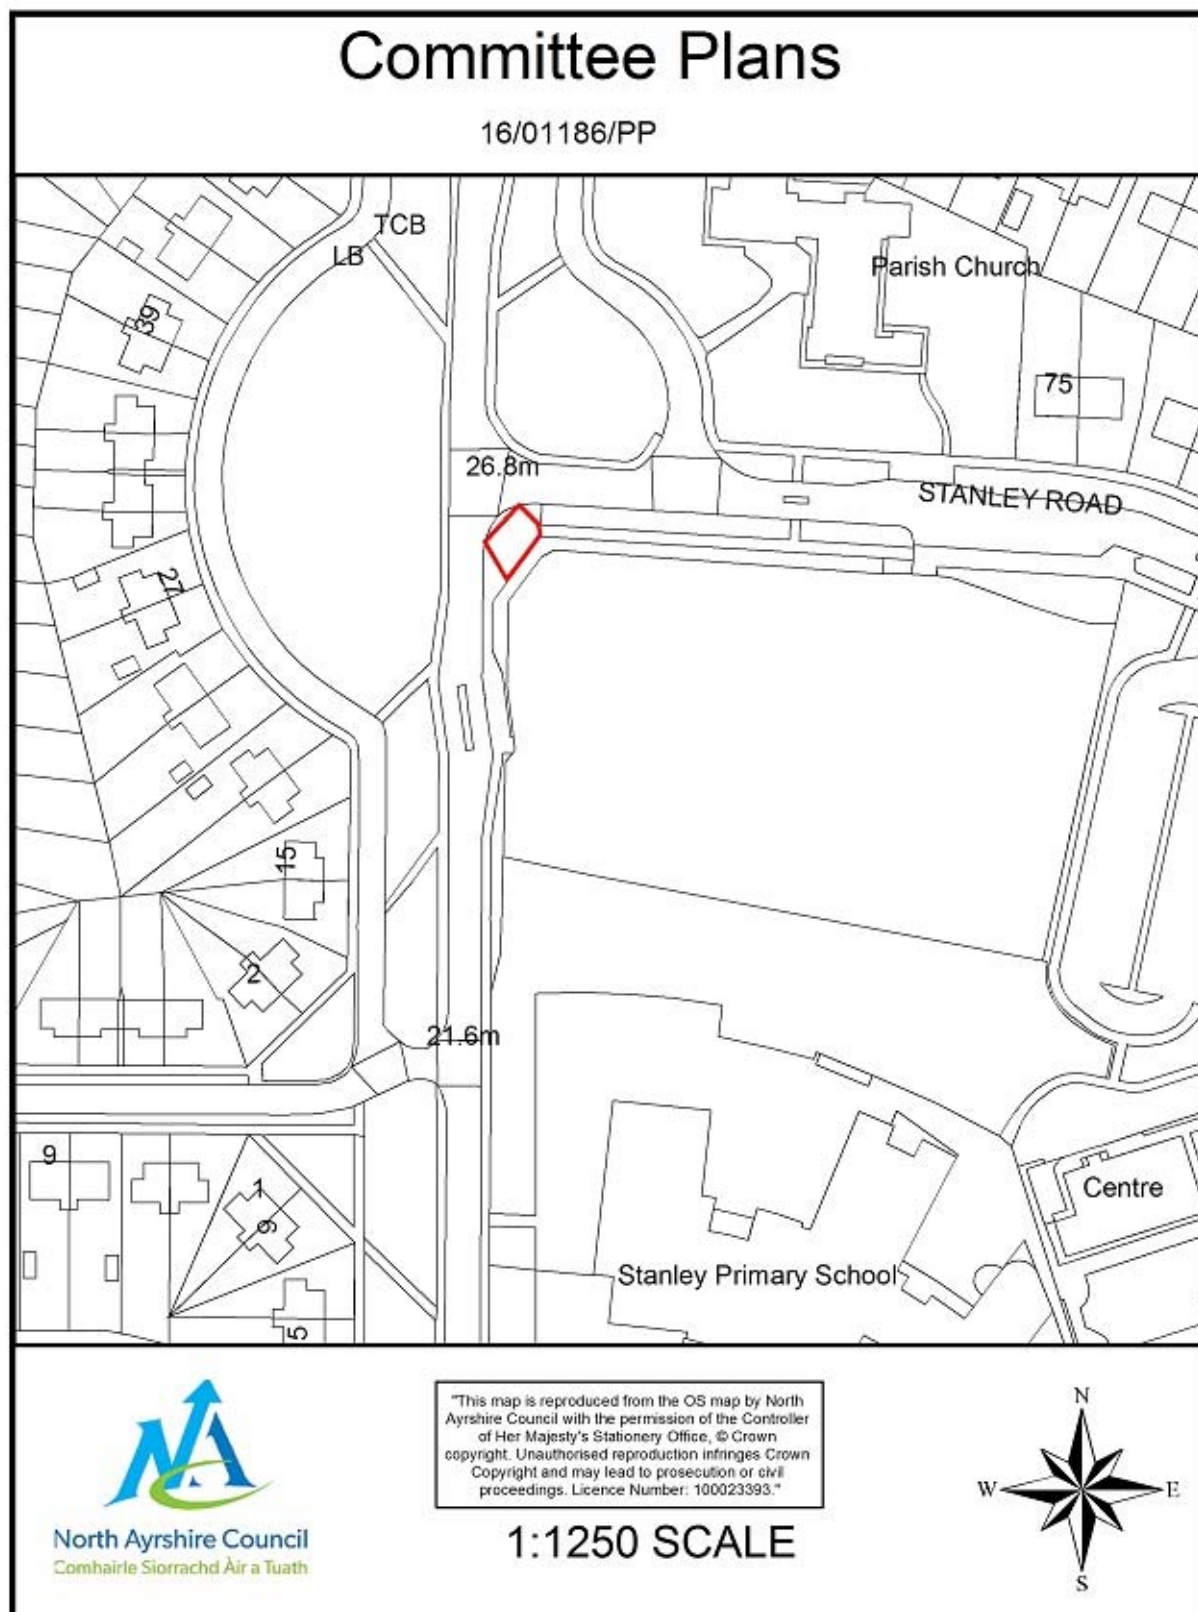 Committee Plans
16/01186/PP
TCB
LB
Parish Church
39
75
26.8m
STANLEY ROAD
27
15
2
21.6m
9
1
9
Centre
Stanley Primary School
5
"This map is reproduced from the OS map by North
Ayrshire Council with the permission of the Controller
of Her Majesty's Stationery Office, © Crown
copyright. Unauthorised reproduction infringes Crown
Copyright and may lead to prosecution or civil
proceedings. Licence Number: 100023393."
1:1250 SCALE
North Ayrshire Council
Comhairle Siorrachd Àir a Tuath
N
W
E
S